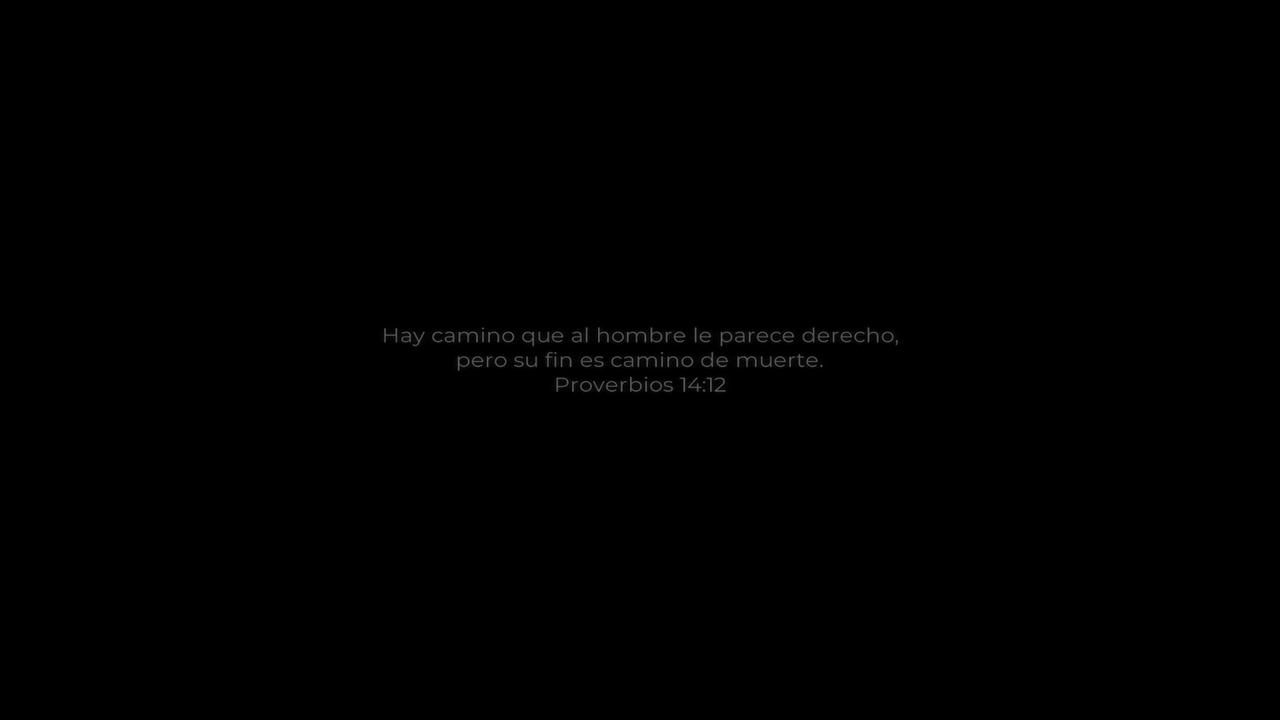 Hay camino que al hombre le parece derecho,
pero su fin es camino de muerte.
Proverbios 14:12